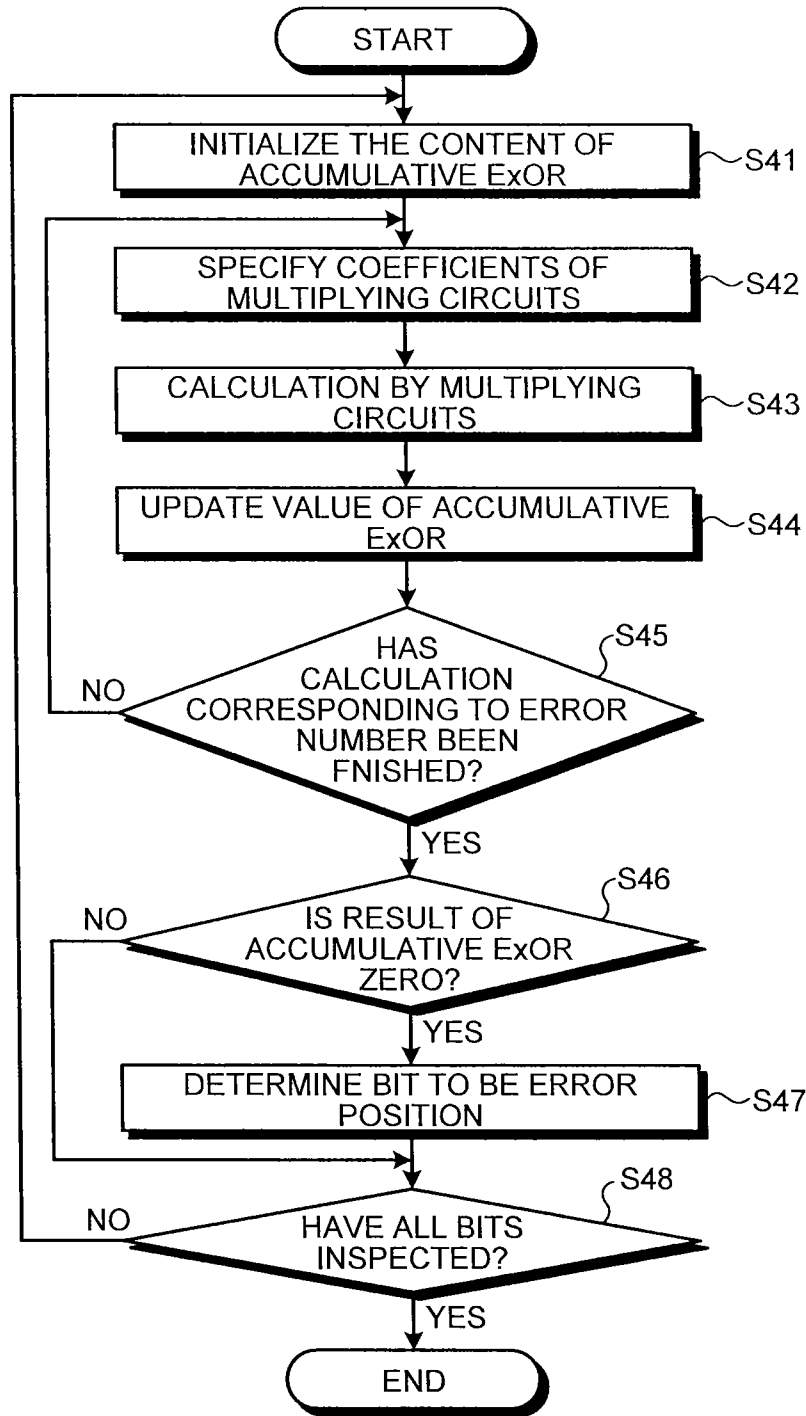 START
INITIALIZE THE CONTENT OF
ACCUMULATIVE ExOR
S41
SPECIFY COEFFICIENTS OF
MULTIPLYING CIRCUITS
S42
CALCULATION BY MULTIPLYING
CIRCUITS
S43
UPDATE VALUE OF ACCUMULATIVE
ExOR
S44
S45
HAS
CALCULATION
CORRESPONDING TO ERROR
NUMBER BEEN
FNISHED?
NO
YES
S46
NO
IS RESULT OF
ACCUMULATIVE ExOR
ZERO?
YES
DETERMINE BIT TO BE ERROR
POSITION
S47
S48
NO
HAVE ALL BITS
INSPECTED?
YES
END